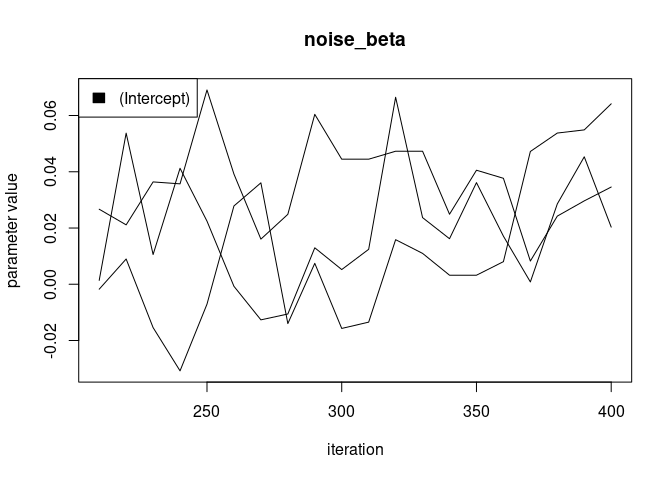 noise_beta
(Intercept)
parameter value
0.06
0.04
0.02
0.00
-0.02
250 300 350 400
iteration